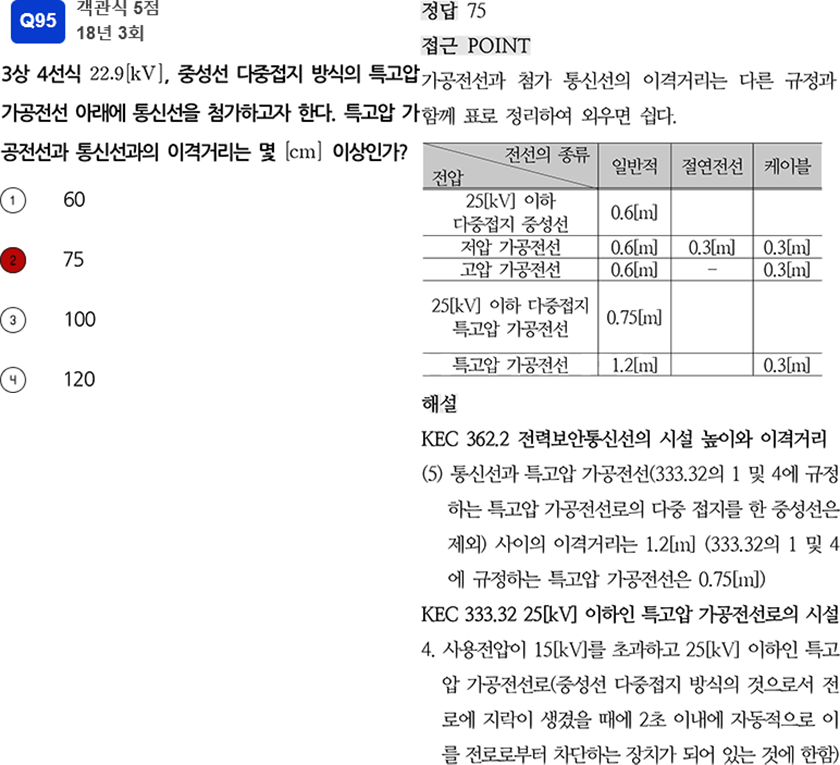 Q95
객관식 5점
18년 3회
3상 4선식 22.9[kV], 중성선 다중접지 방식의 특고압
가공전선 아래에 통신선을 첨가하고자 한다. 특고압 가
공전선과 통신선과의 이격거리는 몇 [cm] 이상인가?
1 60
2 75
3 100
4 120
정답 75
접근 POINT
가공전선과 첨가 통신선의 이격거리는 다른 규정과
함께 표로 정리하여 외우면 쉽다.
전선의 종류
전압
일반적 절연전선 케이블
25[kV] 이하
다중접지 중성선
0.6[m]
저압 가공전선 0.6[m] 0.3[m] 0.3[m]
고압 가공전선 0.6[m] - 0.3[m]
25[kV] 이하 다중접지
특고압 가공전선
0.75[m]
특고압 가공전선 1.2[m] 0.3[m]
해설
KEC 362.2 전력보안통신선의 시설 높이와 이격거리
(5) 통신선과 특고압 가공전선(333.32의 1 및 4에 규정
하는 특고압 가공전선로의 다중 접지를 한 중성선은
제외) 사이의 이격거리는 1.2[m] (333.32의 1 및 4
에 규정하는 특고압 가공전선은 0.75[m])
KEC 333.32 25[kV] 이하인 특고압 가공전선로의 시설
4. 사용전압이 15[kV]를 초과하고 25[kV] 이하인 특고
압 가공전선로(중성선 다중접지 방식의 것으로서 전
로에 지락이 생겼을 때에 2초 이내에 자동적으로 이
를 전로로부터 차단하는 장치가 되어 있는 것에 한함)